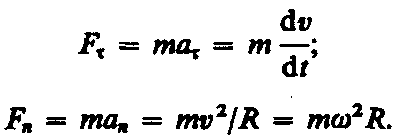 F_τ = ma_τ = m dv/dt;
F_n = ma_n = mv²/R = mω²R.